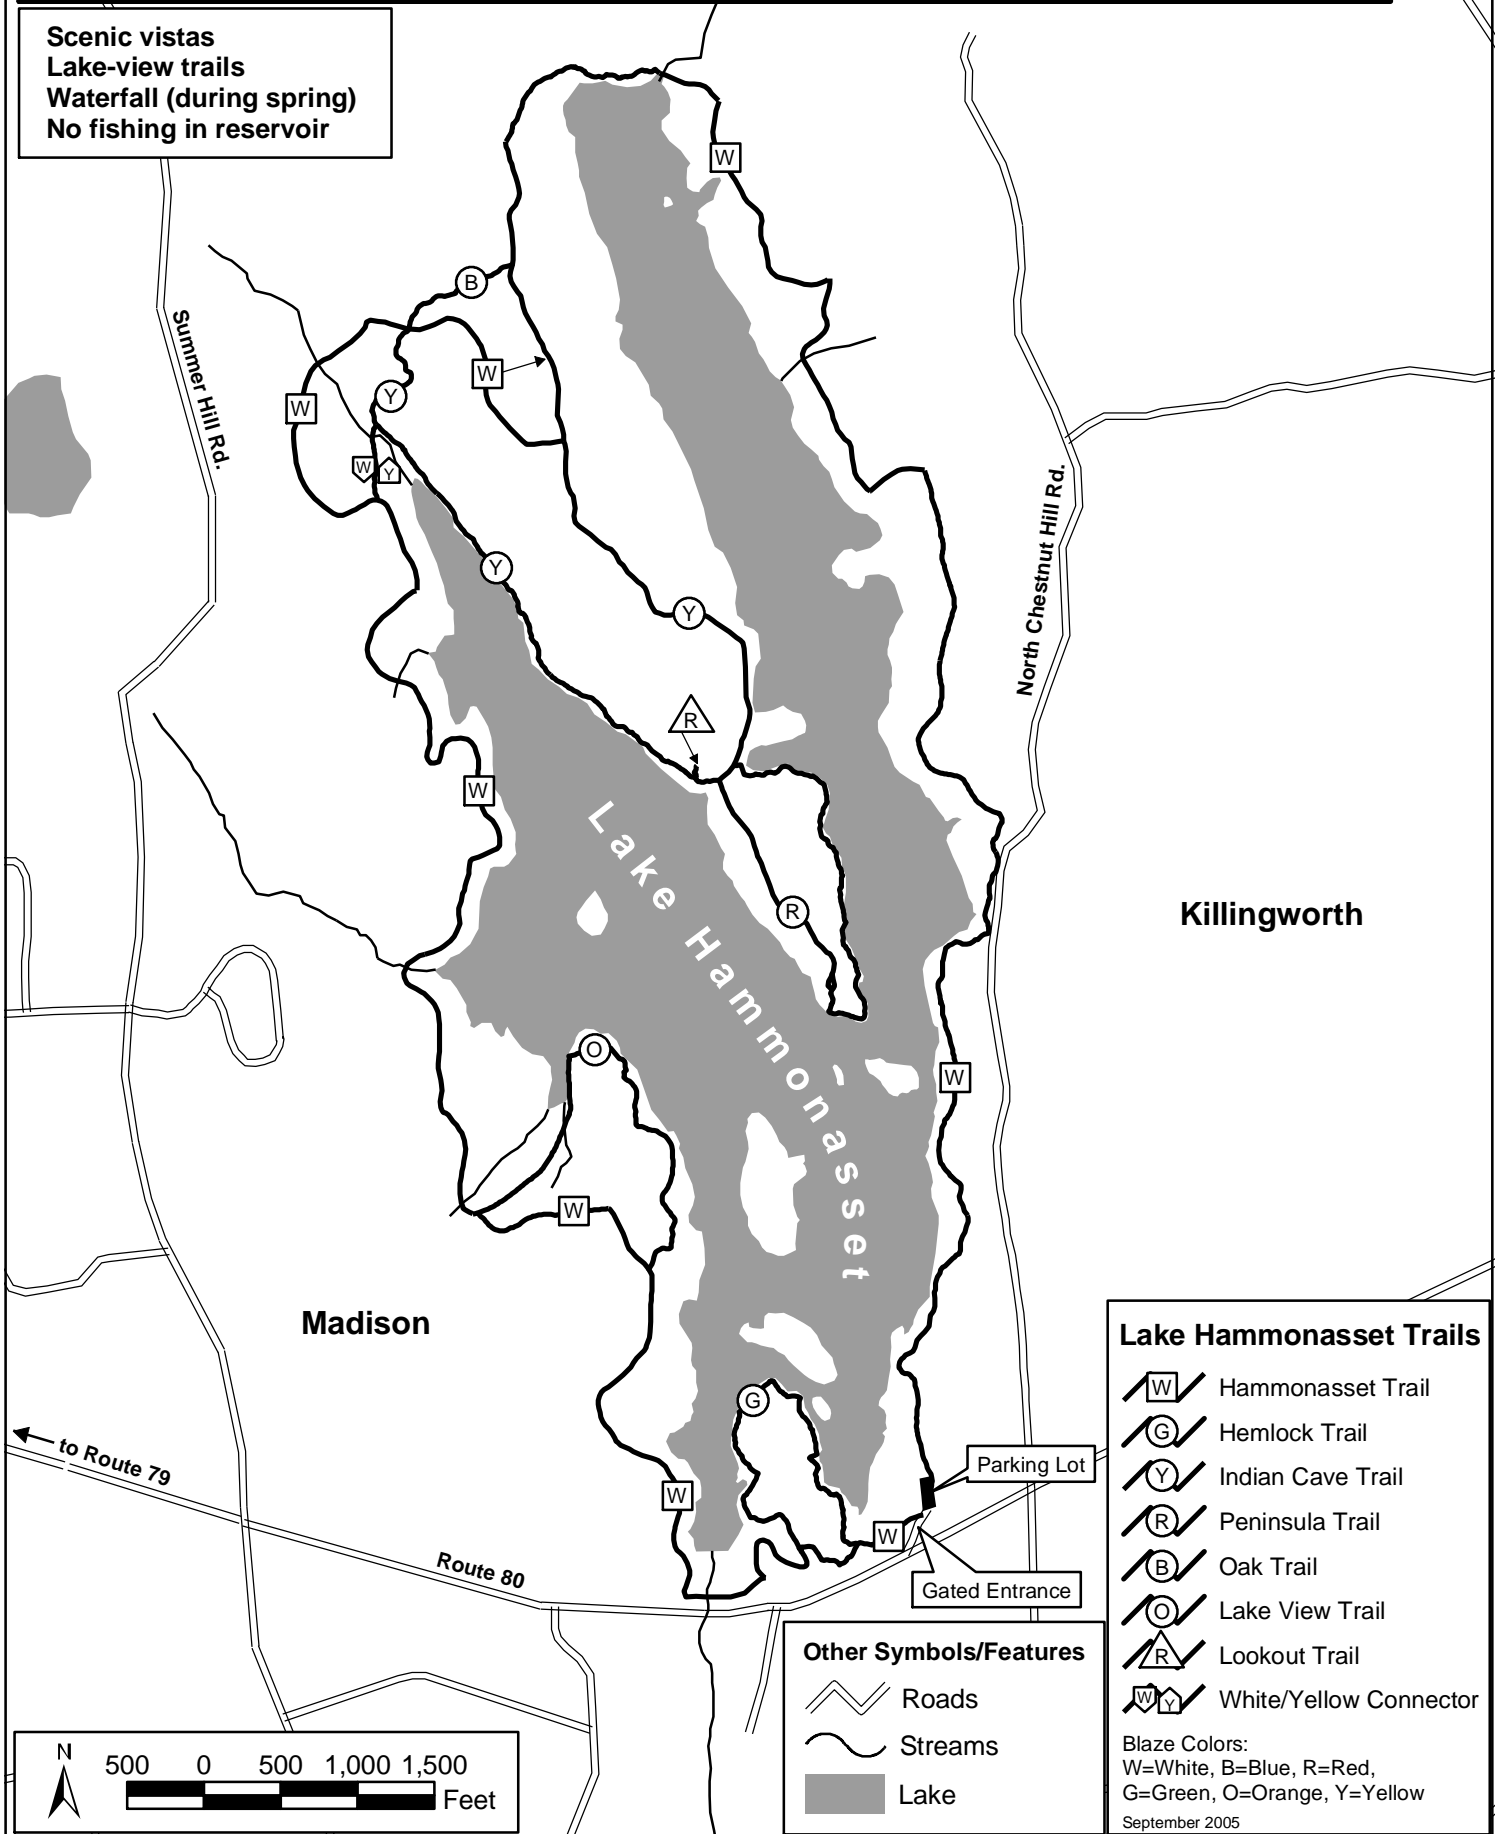 Scenic vistas
Lake-view trails
Waterfall (during spring)
No fishing in reservoir
W
B
Summer Hill Rd.
W
W
Y
W
Y
North Chestnut Hill Rd.
Y
Y
R
W
Lake Hammonasset
R
Killingworth
O
W
W
Madison
G
to Route 79
W
Parking Lot
W
Route 80
Gated Entrance
Lake Hammonasset Trails
W Hammonasset Trail
G Hemlock Trail
Y Indian Cave Trail
R Peninsula Trail
B Oak Trail
O Lake View Trail
R Lookout Trail
W Y White/Yellow Connector
Blaze Colors:
W=White, B=Blue, R=Red,
G=Green, O=Orange, Y=Yellow
September 2005
Other Symbols/Features
Roads
Streams
Lake
N
500 0 500 1,000 1,500
Feet